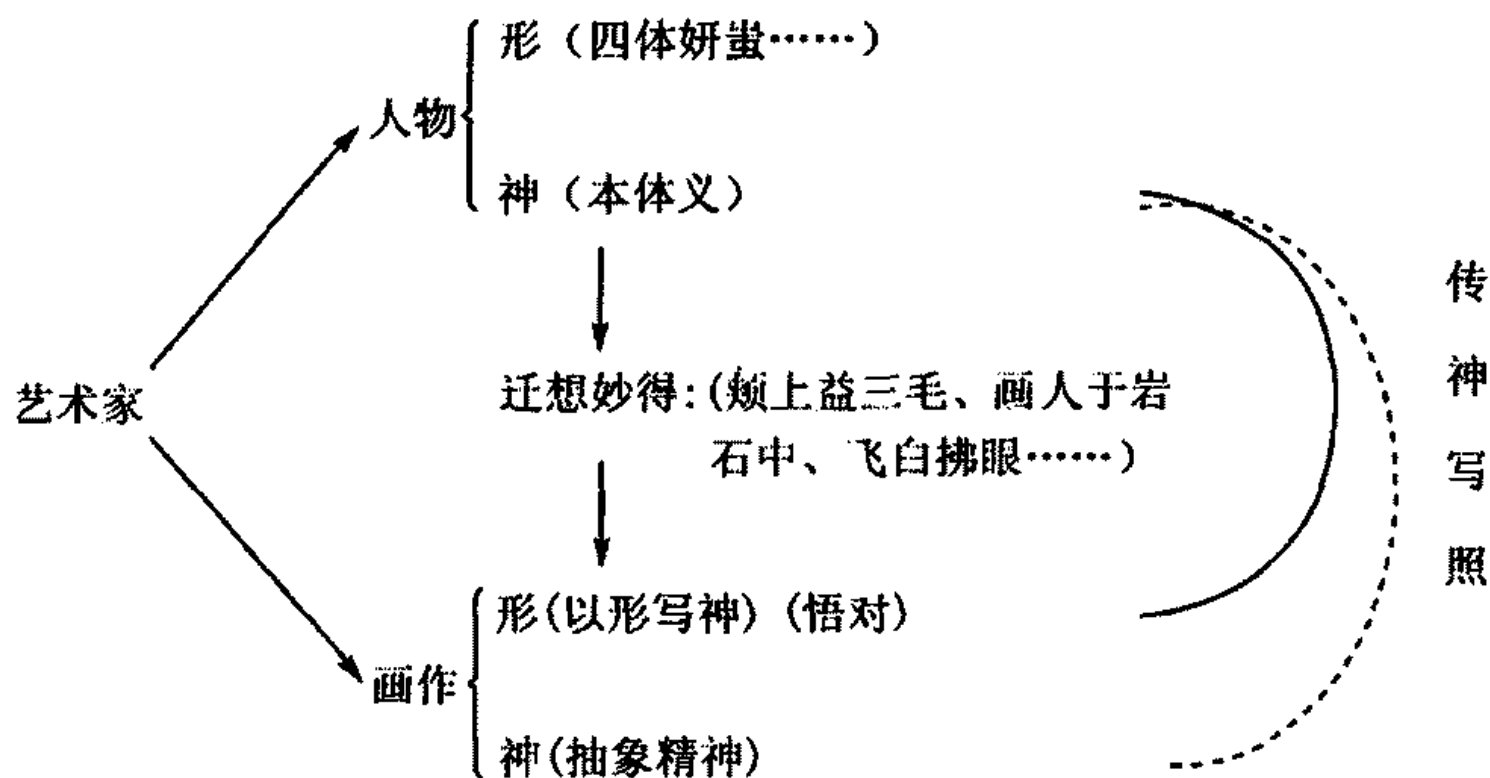 形（四体妍蚩……）
人物
神（本体义）
艺术家
迁想妙得:(颊上益三毛、画人于岩
石中、飞白拂眼……)
形(以形写神)(悟对)
画作
神(抽象精神)
传神写照